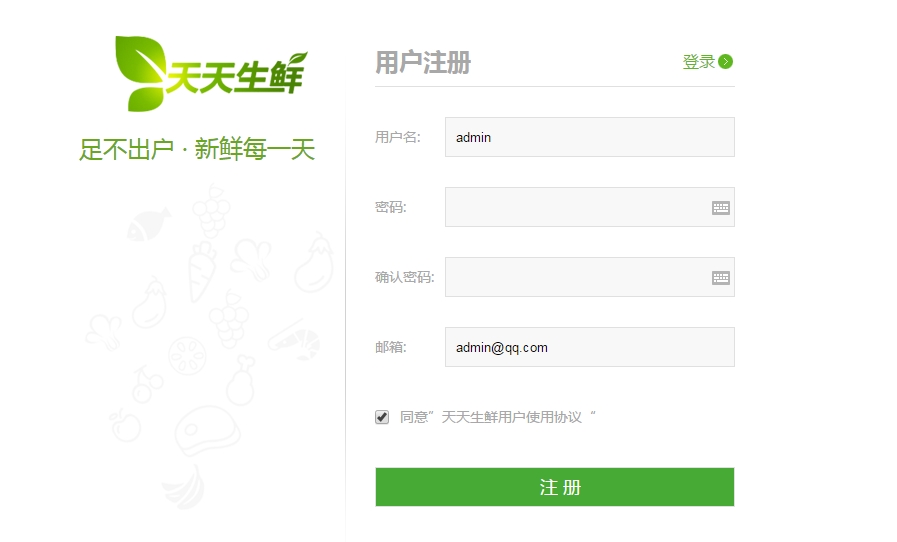 天天生鲜
足不出户 · 新鲜每一天
用户注册
登录
用户名:
admin
密码:
确认密码:
邮箱:
admin@qq.com
同意”天天生鲜用户使用协议“
注 册